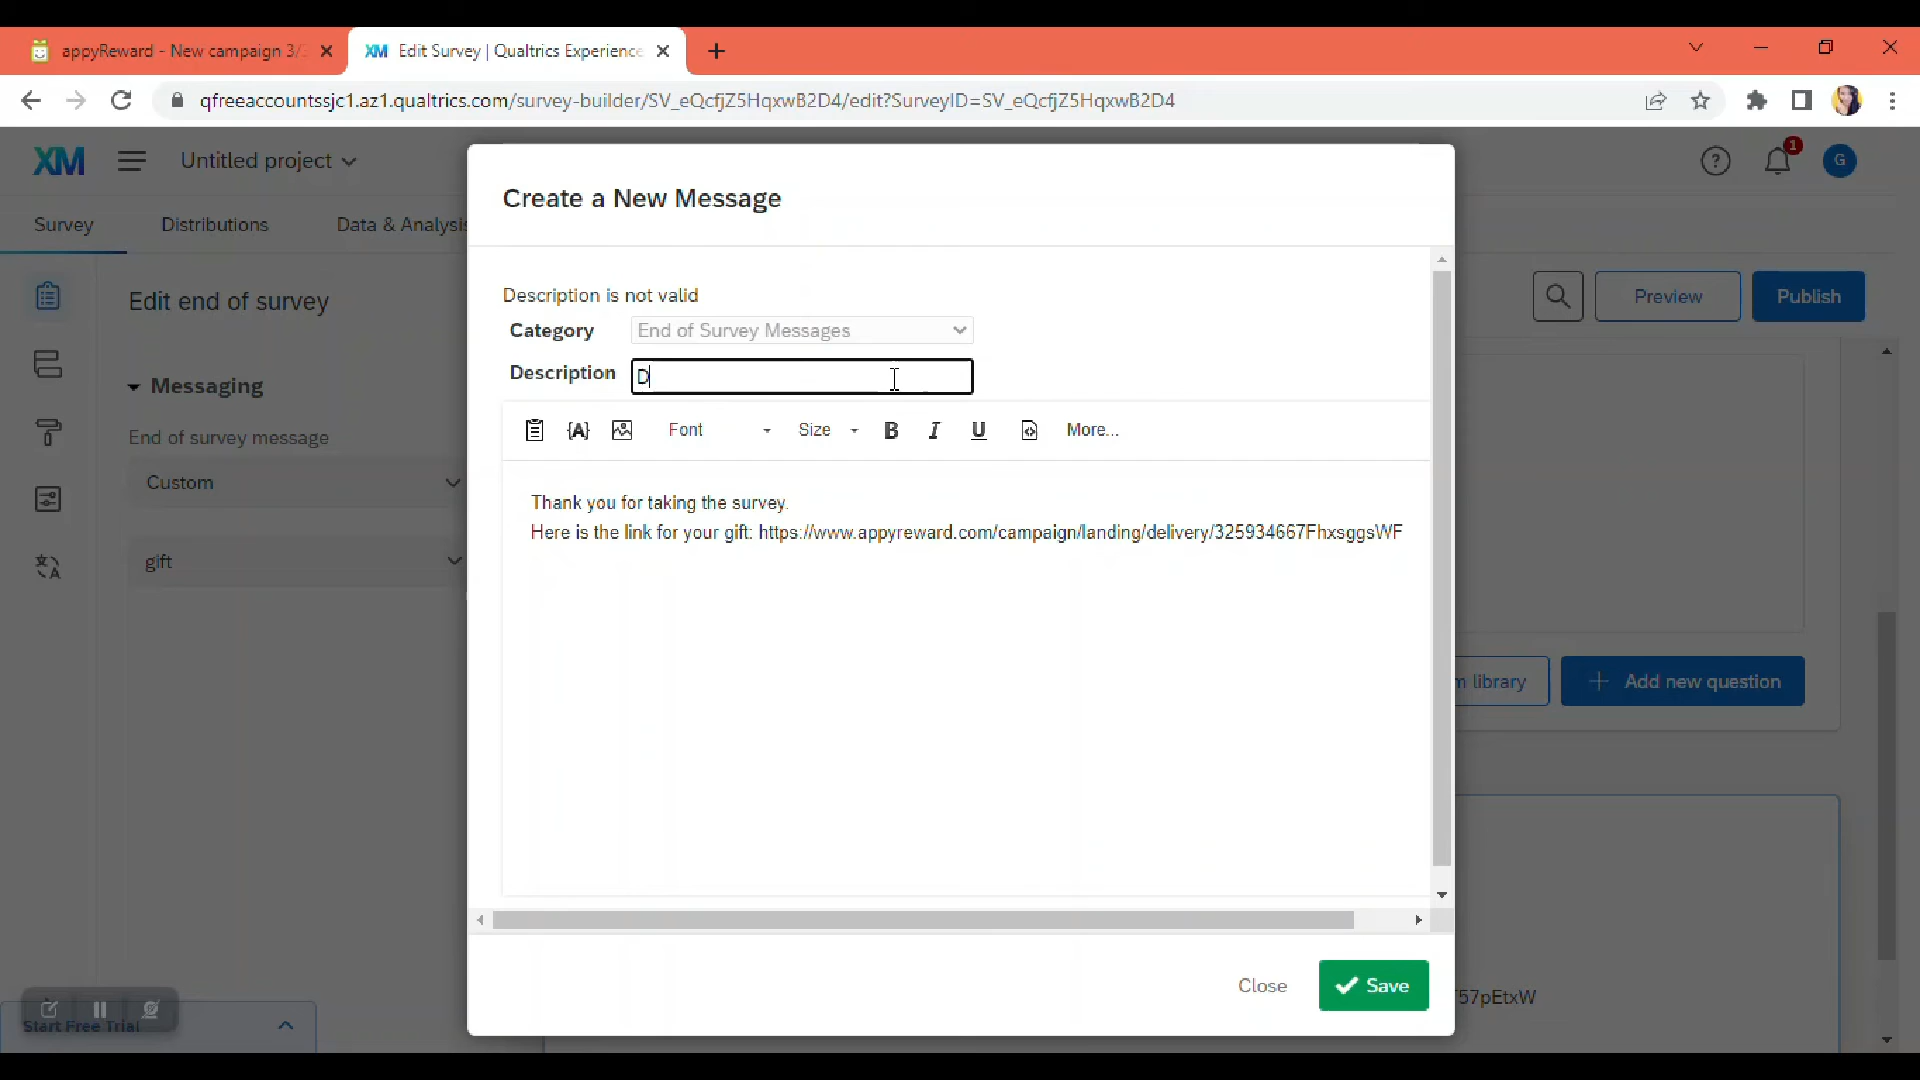 appyReward - New campaign 3/
XM Edit Survey | Qualtrics Experience
qfreeaccountssjc1.az1.qualtrics.com/survey-builder/SV_eQcfjZ5HqxwB2D4/edit?SurveyID=SV_eQcfjZ5HqxwB2D4
XM Untitled project
1
G
Survey Distributions Data & Analysis
Edit end of survey
Messaging
End of survey message
Custom
gift
Start Free Trial
Create a New Message
Description is not valid
Category End of Survey Messages
Description D
{A} Font Size B I U More...
Thank you for taking the survey.
Here is the link for your gift: https://www.appyreward.com/campaign/landing/delivery/325934667FhxsggsWF
Close Save
Preview Publish
library Add new question
57pEtxW